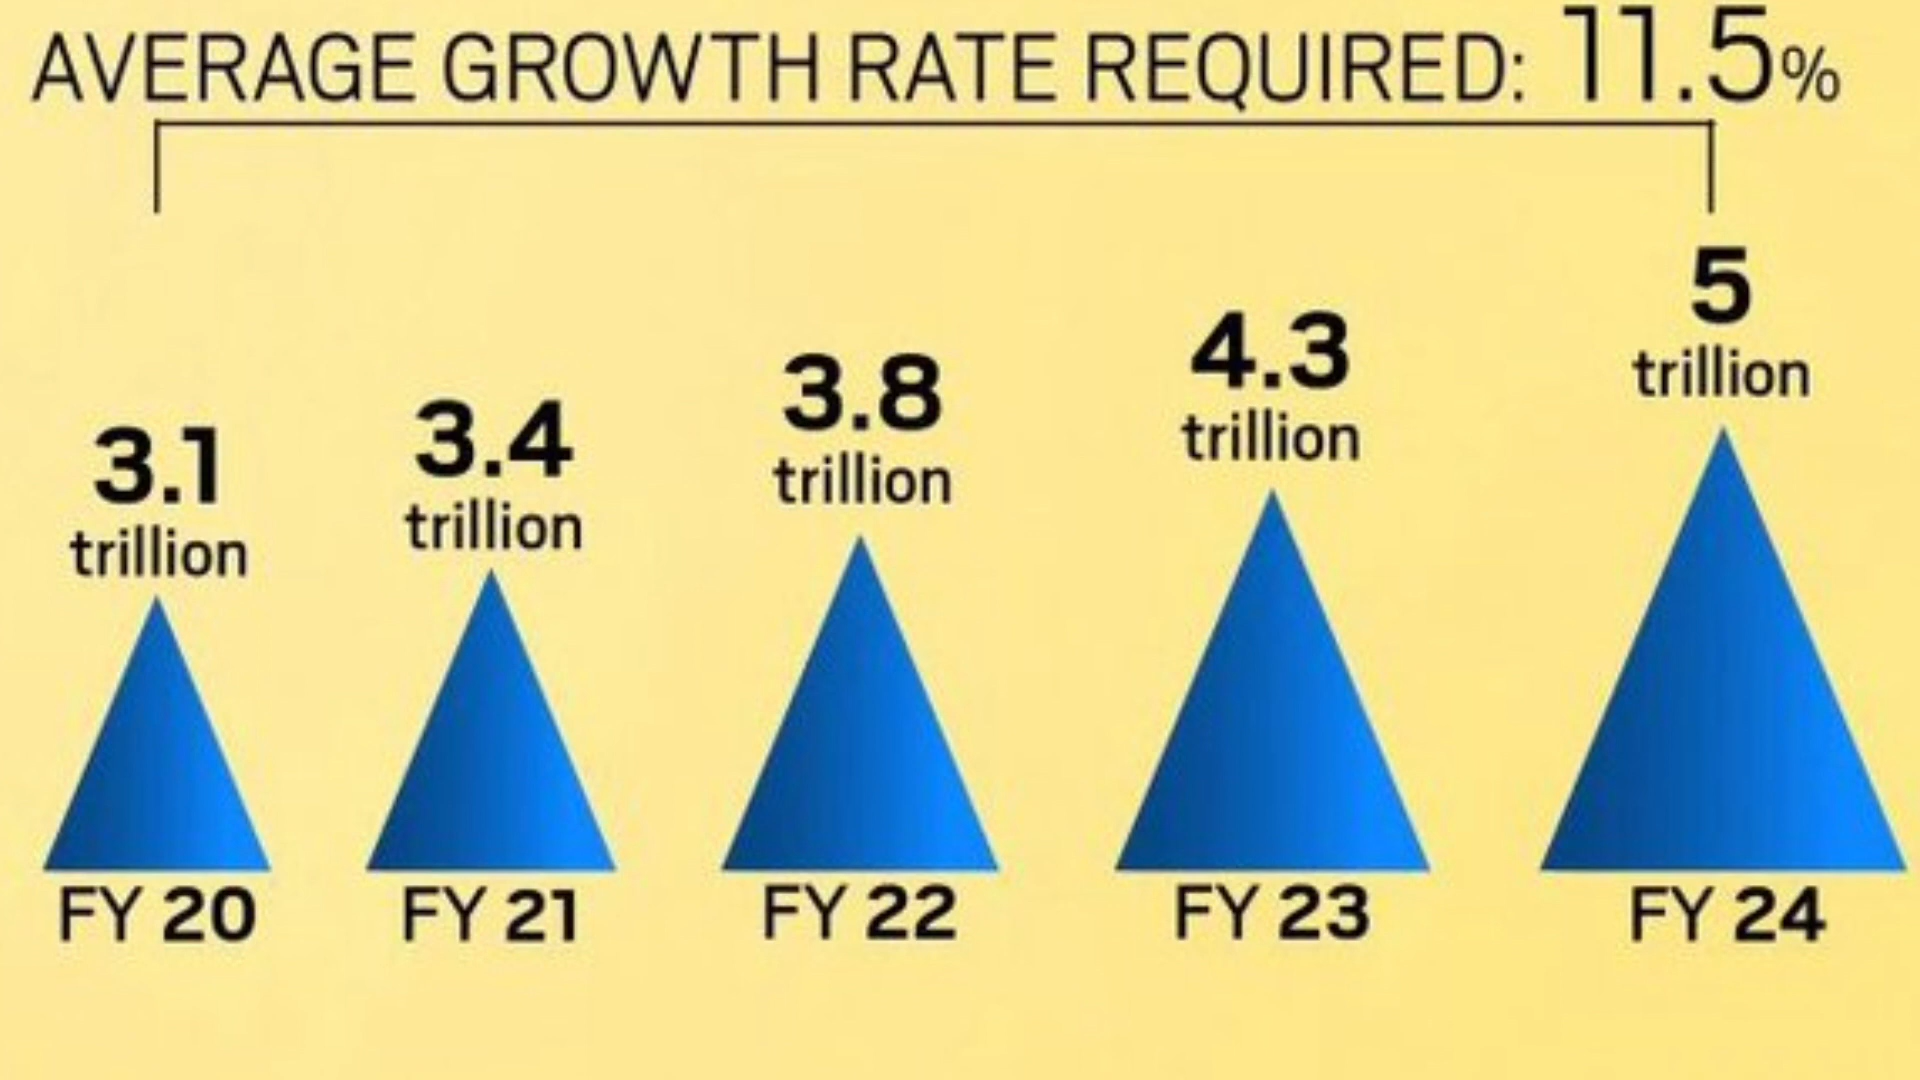 AVERAGE GROWTH RATE REQUIRED: 11.5%
3.1
trillion
3.4
trillion
3.8
trillion
4.3
trillion
5
trillion
FY 20
FY 21
FY 22
FY 23
FY 24